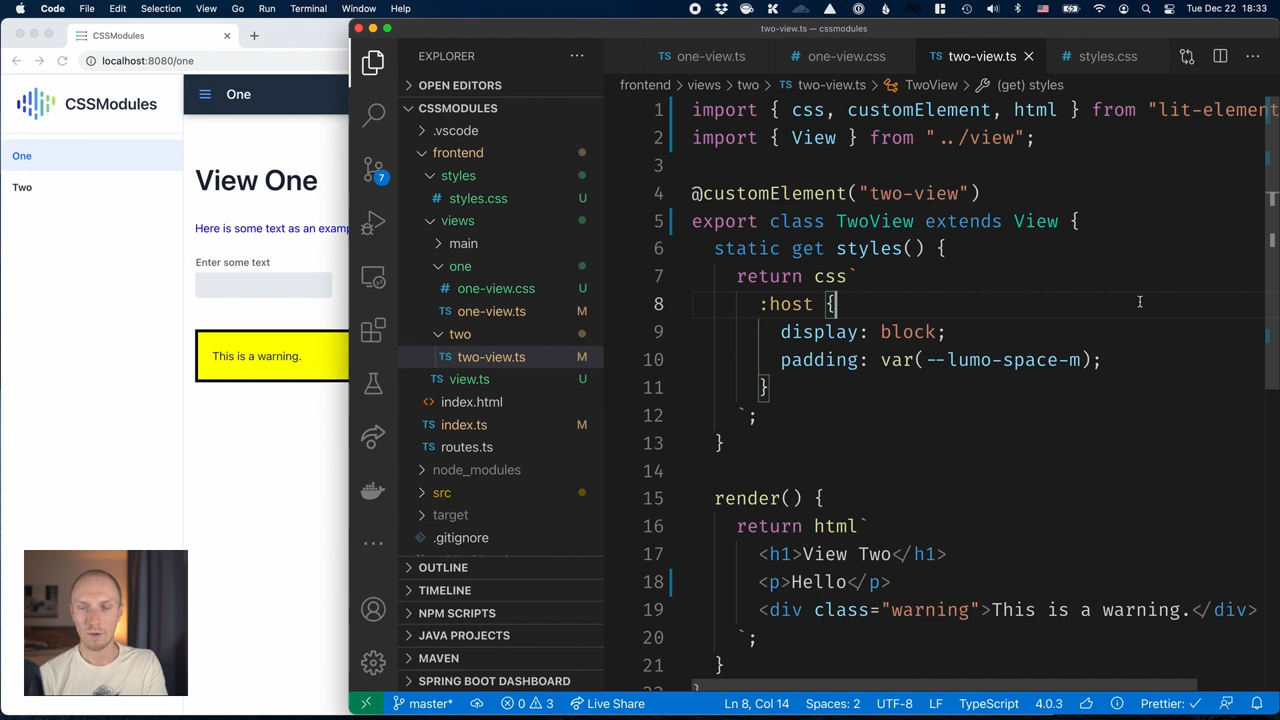 Code File Edit Selection View Go Run Terminal Window Help Tue Dec 22 18:33
CSSModules
localhost:8080/one
CSSModules
One
Two
One
View One
Here is some text as an examp
Enter some text
This is a warning.
two-view.ts — cssmodules
EXPLORER
OPEN EDITORS
CSSMODULES
.vscode
frontend
styles
styles.css U
views
main
one
one-view.css U
TS one-view.ts M
two
TS two-view.ts M
TS view.ts U
index.html
TS index.ts M
TS routes.ts
node_modules
src
target
.gitignore
OUTLINE
TIMELINE
NPM SCRIPTS
JAVA PROJECTS
MAVEN
SPRING BOOT DASHBOARD
7
TS one-view.ts # one-view.css TS two-view.ts # styles.css
frontend > views > two > TS two-view.ts > TwoView > (get) styles
1 import { css, customElement, html } from "lit-element
2 import { View } from "../view";
3
4 @customElement("two-view")
5 export class TwoView extends View {
6 static get styles() {
7 return css`
8 :host {
9 display: block;
10 padding: var(--lumo-space-m);
11 }
12 `;
13 }
14
15 render() {
16 return html`
17 <h1>View Two</h1>
18 <p>Hello</p>
19 <div class="warning">This is a warning.</div>
20 `;
21 }
master* 0 3 Live Share Ln 8, Col 14 Spaces: 2 UTF-8 LF TypeScript 4.0.3 Prettier: ✓